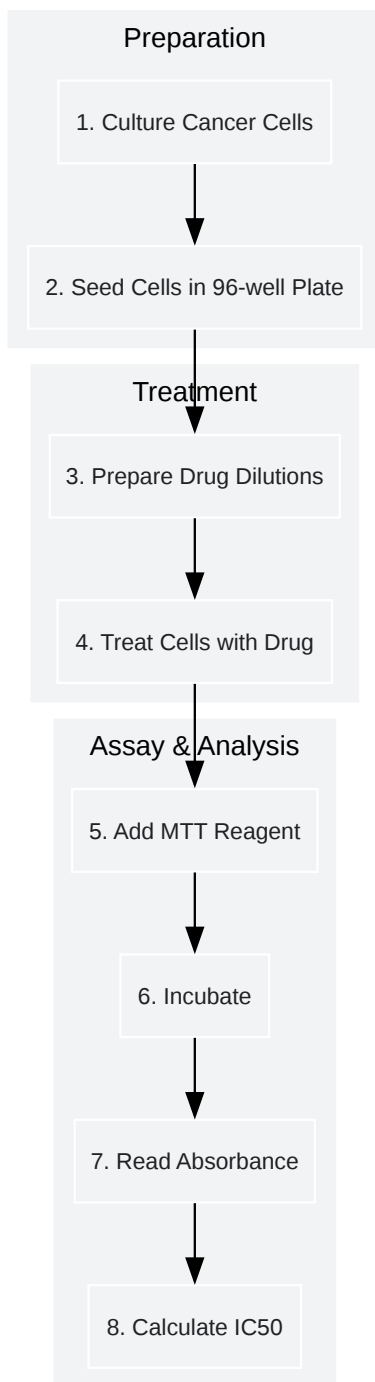 Preparation
1. Culture Cancer Cells
2. Seed Cells in 96-well Plate
Treatment
3. Prepare Drug Dilutions
4. Treat Cells with Drug
Assay & Analysis
5. Add MTT Reagent
6. Incubate
7. Read Absorbance
8. Calculate IC50